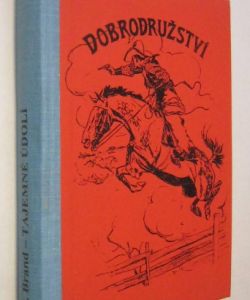 DOBRODRUŽSTVÍ
Brand – TAJEMNÉ ÚDOLÍ